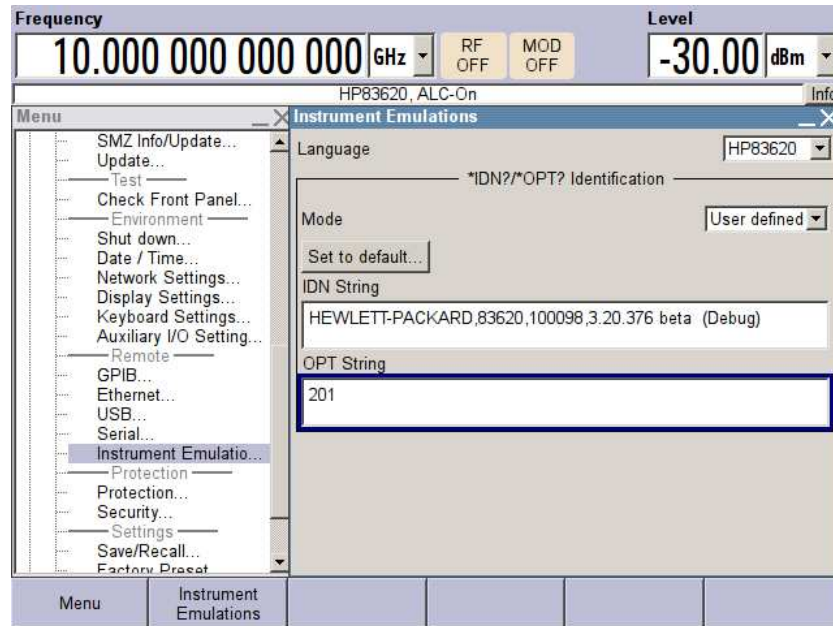 Frequency
Level
10.000 000 000 000 GHz
RF OFF
MOD OFF
-30.00 dBm
HP83620, ALC-On
Info
Menu
SMZ Info/Update...
Update...
Test
Check Front Panel...
Environment
Shut down...
Date / Time...
Network Settings...
Display Settings...
Keyboard Settings...
Auxiliary I/O Setting...
Remote
GPIB...
Ethernet...
USB...
Serial...
Instrument Emulatio...
Protection
Protection...
Security...
Settings
Save/Recall...
Factory Preset
Instrument Emulations
Language
HP83620
*IDN?/*OPT? Identification
Mode
User defined
Set to default...
IDN String
HEWLETT-PACKARD,83620,100098,3.20.376 beta (Debug)
OPT String
201
Menu
Instrument Emulations